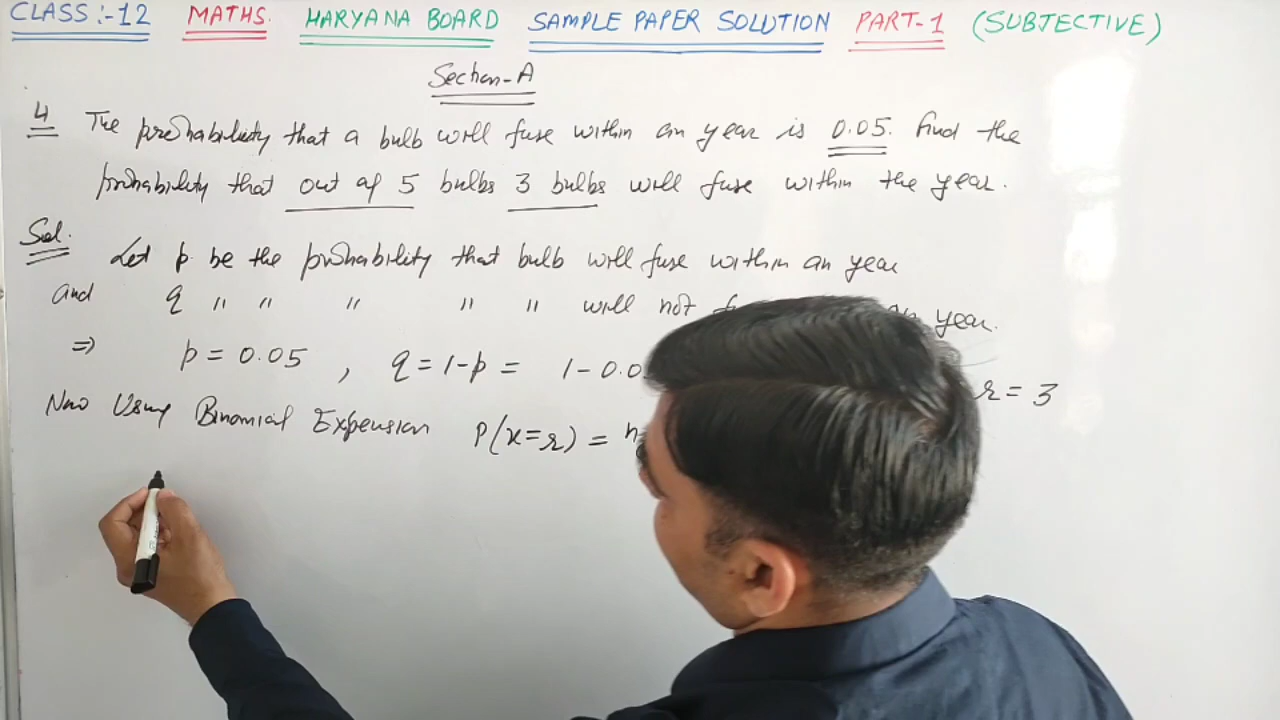 CLASS :- 12 MATHS. HARYANA BOARD SAMPLE PAPER SOLUTION PART-1 (SUBJECTIVE)
Section-A
4 The probability that a bulb will fuse within an year is 0.05. Find the
probability that out of 5 bulbs 3 bulbs will fuse within the year.
Sol. Let p be the probability that bulb will fuse within an year
and q " " " " " will not year.
⇒ p = 0.05 , q = 1-p = 1-0.0 r = 3
Now Using Binomial Expension P(x=r) = n